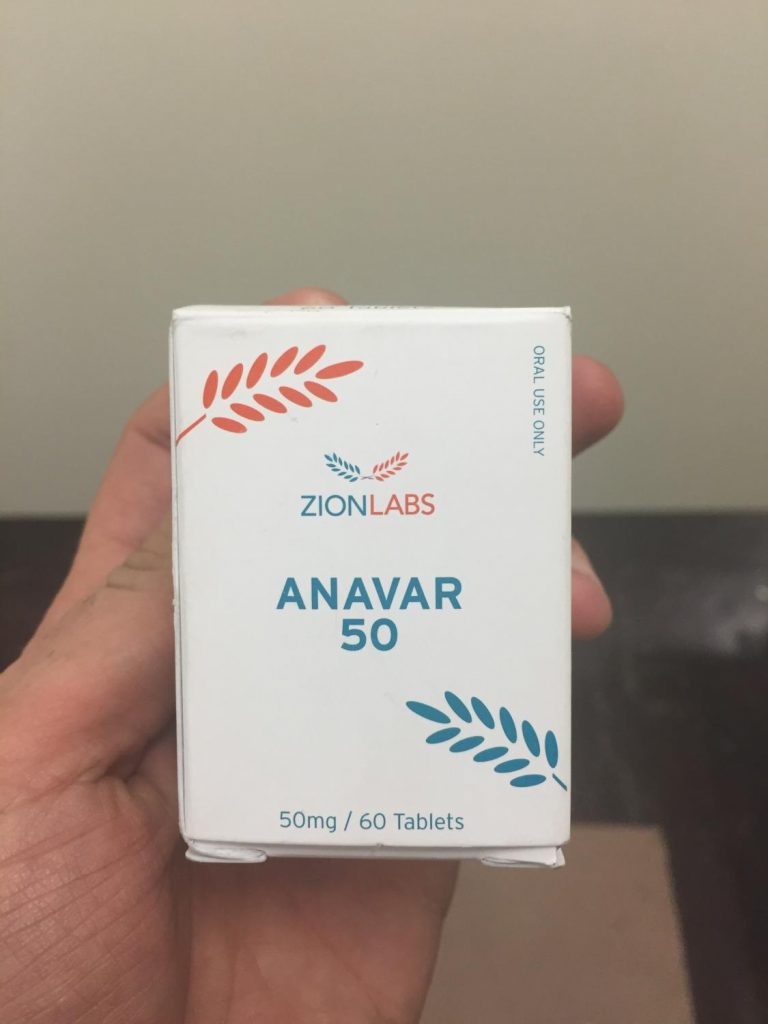 ORAL USE ONLY
ZIONLABS
ANAVAR
50
50mg / 60 Tablets